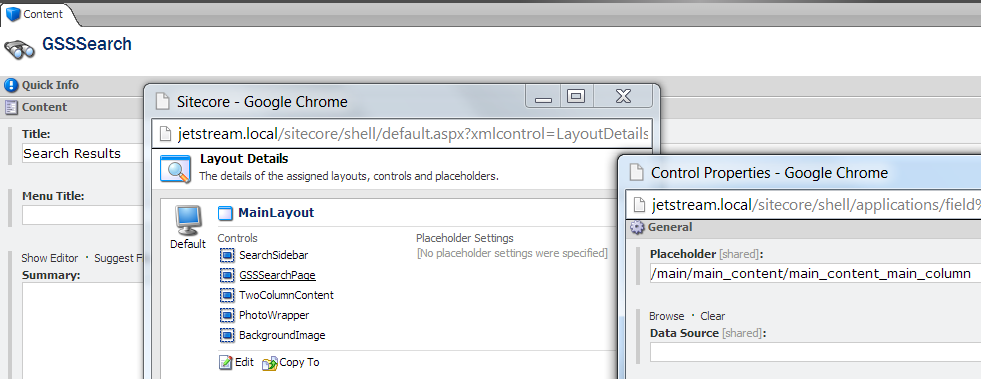 Content
GSSSearch
Quick Info
Content
Title:
Search Results
Menu Title:
Show Editor · Suggest
Summary:
Sitecore - Google Chrome
jetstream.local/sitecore/shell/default.aspx?xmlcontrol=LayoutDetails
Layout Details
The details of the assigned layouts, controls and placeholders.
Default
MainLayout
Controls
SearchSidebar
GSSSearchPage
TwoColumnContent
PhotoWrapper
BackgroundImage
Edit Copy To
Placeholder Settings
[No placeholder settings were specified]
Control Properties - Google Chrome
jetstream.local/sitecore/shell/applications/field%
General
Placeholder [shared]:
/main/main_content/main_content_main_column
Browse · Clear
Data Source [shared]: